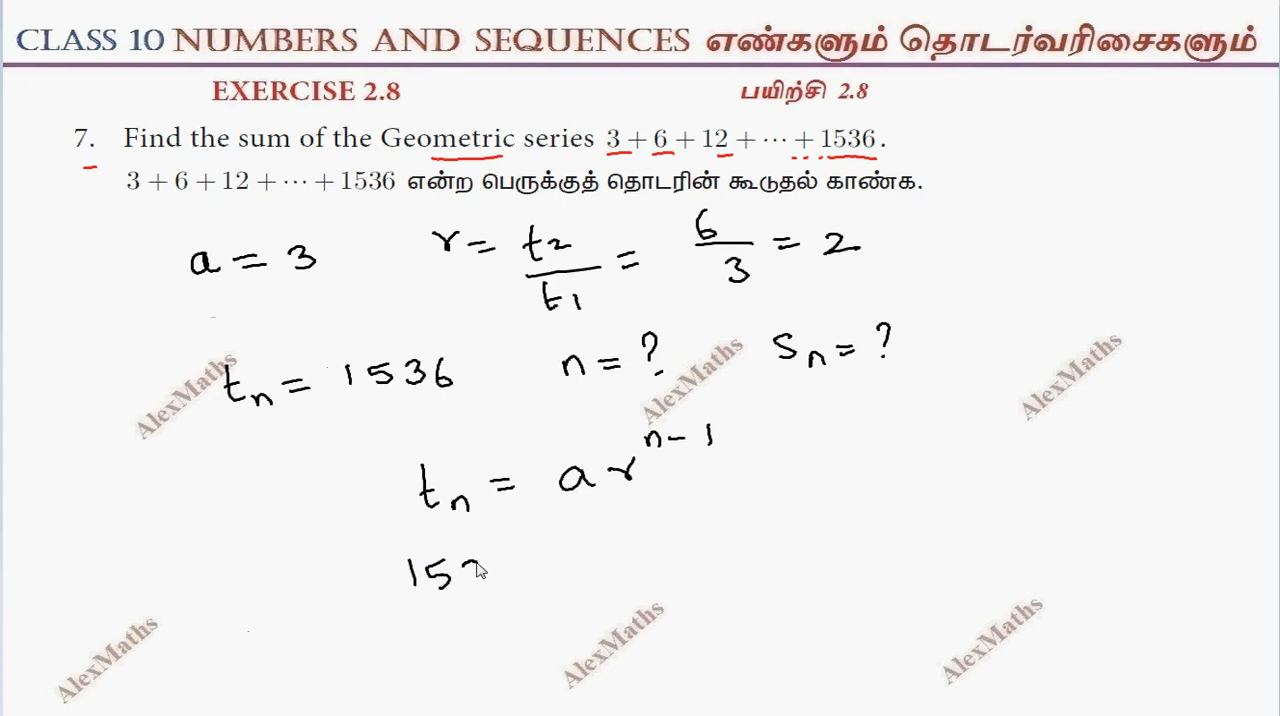 CLASS 10 NUMBERS AND SEQUENCES எண்களும் தொடர்வரிசைகளும்
EXERCISE 2.8 பயிற்சி 2.8
7. Find the sum of the Geometric series 3 + 6 + 12 + ··· + 1536.
3 + 6 + 12 + ··· + 1536 என்ற பெருக்குத் தொடரின் கூடுதல் காண்க.
a = 3 r = t2/t1 = 6/3 = 2
tn = 1536 n = ? Sn = ?
AlexMaths AlexMaths AlexMaths
tn = a r^n-1
15
AlexMaths AlexMaths AlexMaths